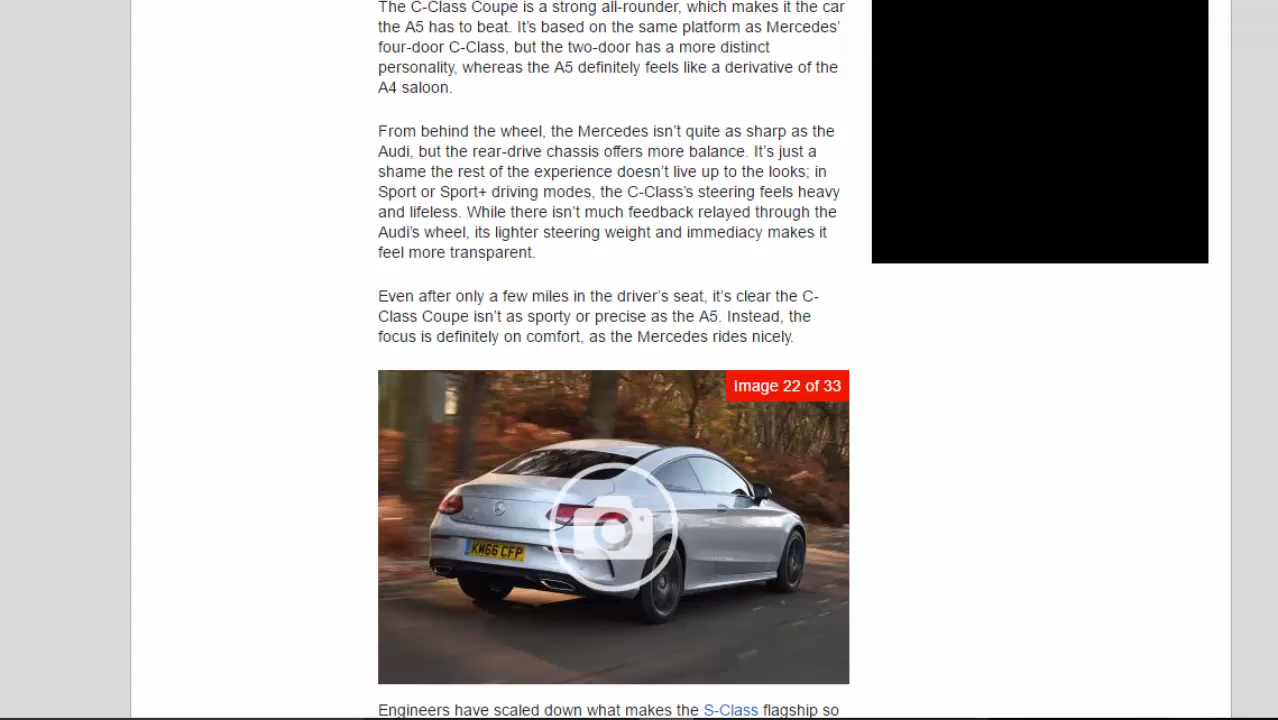 The C-Class Coupe is a strong all-rounder, which makes it the car
the A5 has to beat. It’s based on the same platform as Mercedes’
four-door C-Class, but the two-door has a more distinct
personality, whereas the A5 definitely feels like a derivative of the
A4 saloon.
From behind the wheel, the Mercedes isn’t quite as sharp as the
Audi, but the rear-drive chassis offers more balance. It’s just a
shame the rest of the experience doesn’t live up to the looks; in
Sport or Sport+ driving modes, the C-Class’s steering feels heavy
and lifeless. While there isn’t much feedback relayed through the
Audi’s wheel, its lighter steering weight and immediacy makes it
feel more transparent.
Even after only a few miles in the driver’s seat, it’s clear the C-
Class Coupe isn’t as sporty or precise as the A5. Instead, the
focus is definitely on comfort, as the Mercedes rides nicely.
Image 22 of 33
KM66 CFP
Engineers have scaled down what makes the S-Class flagship so